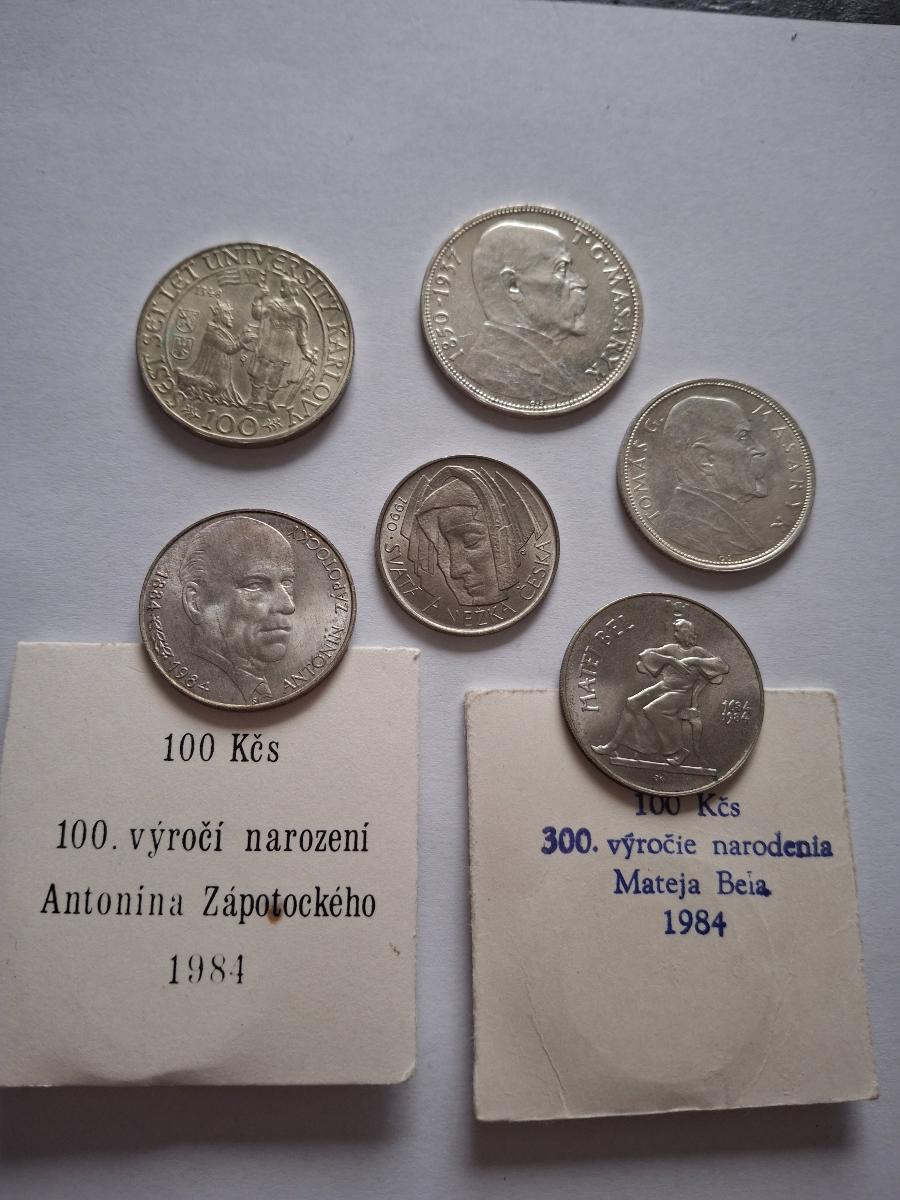 ŠEST SET LET UNIVERSITY KARLOVY
1348
100
1850-1937 T·G·MASARYK
TOMÁŠ G. MASARYK
1884 1984 ANTONÍN ZÁPOTOCKÝ
1990 · SVATÁ ANEŽKA ČESKÁ
MATEJ BEL
1684
1984
100 Kčs
100. výročí narození
Antonína Zápotockého
1984
100 Kčs
300. výročie narodenia
Mateja Bela
1984